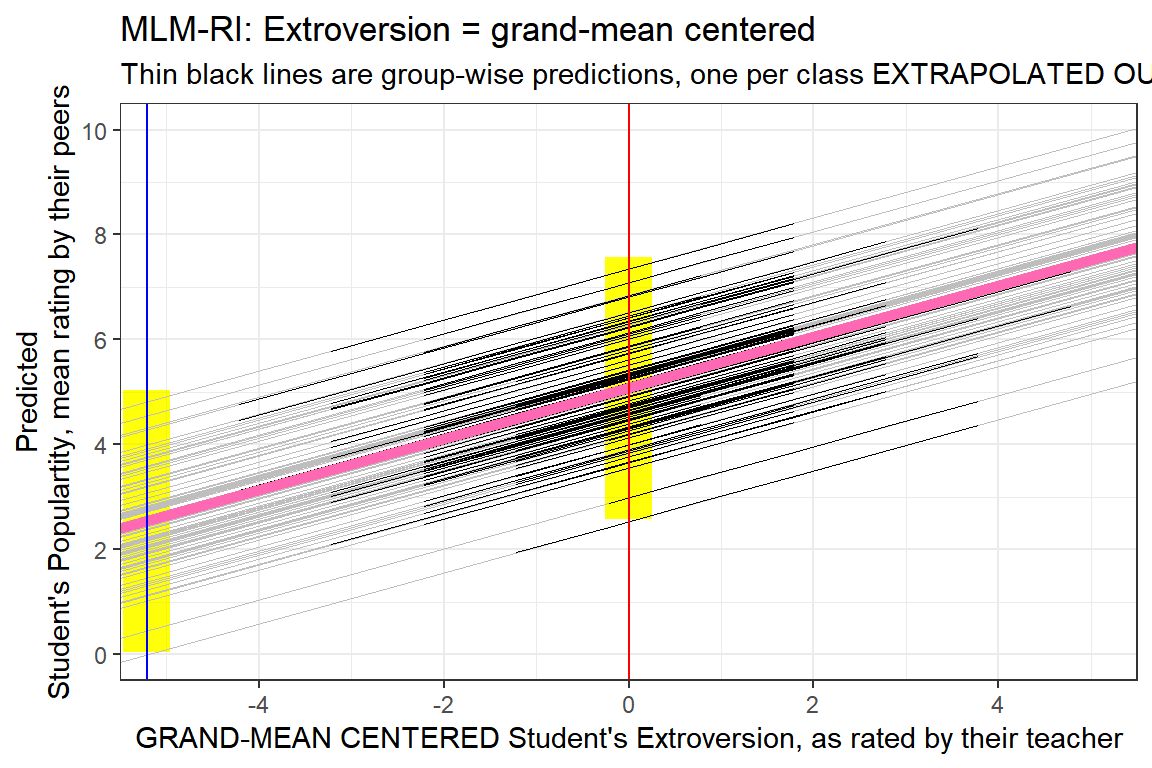 MLM-RI: Extroversion = grand-mean centered
Thin black lines are group-wise predictions, one per class EXTRAPOLATED OU
Predicted
Student's Populartity, mean rating by their peers
10
8
6
4
2
0
-4
-2
0
2
4
GRAND-MEAN CENTERED Student's Extroversion, as rated by their teacher